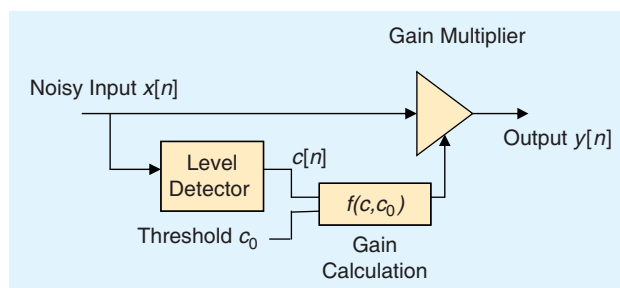 Gain Multiplier
Noisy Input x[n]
Output y[n]
Level
Detector
c[n]
f(c,c₀)
Threshold c₀
Gain
Calculation